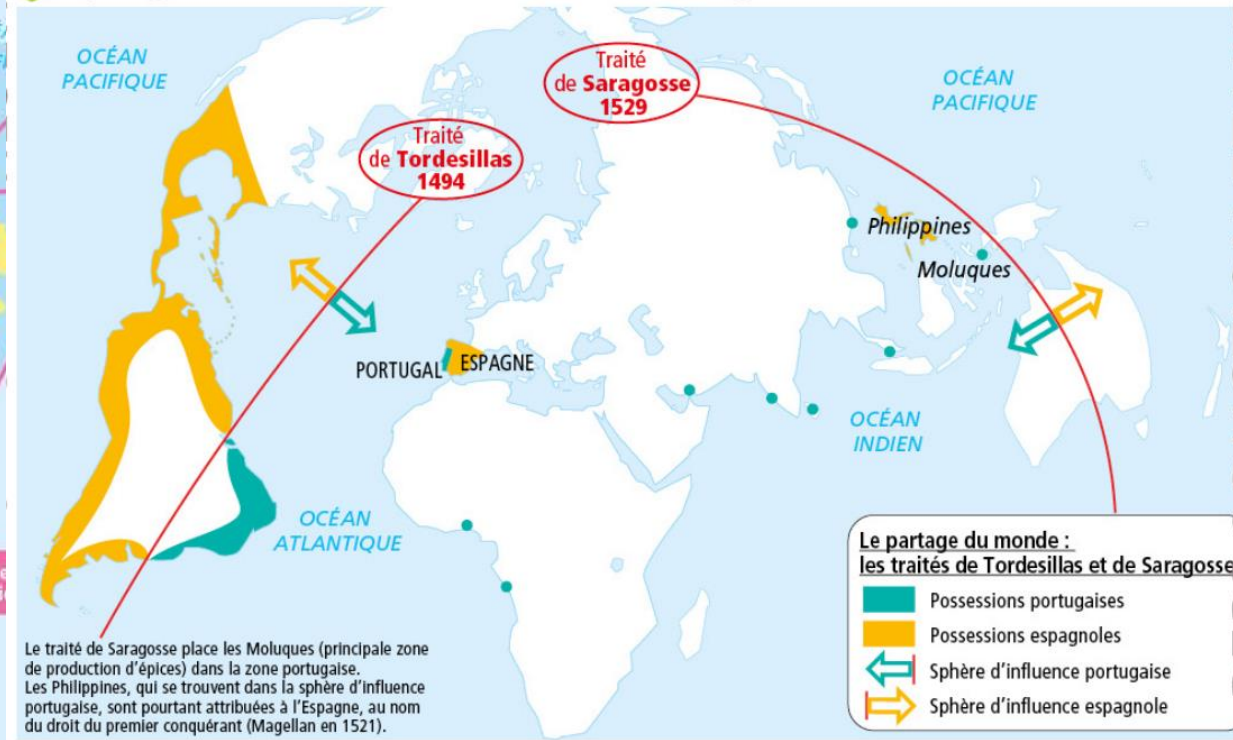 OCÉAN
PACIFIQUE
Traité
de Saragosse
1529
OCÉAN
PACIFIQUE
Traité
de Tordesillas
1494
Philippines
Moluques
PORTUGAL
ESPAGNE
OCÉAN
INDIEN
OCÉAN
ATLANTIQUE
Le traité de Saragosse place les Moluques (principale zone
de production d'épices) dans la zone portugaise.
Les Philippines, qui se trouvent dans la sphère d'influence
portugaise, sont pourtant attribuées à l'Espagne, au nom
du droit du premier conquérant (Magellan en 1521).
Le partage du monde :
les traités de Tordesillas et de Saragosse
Possessions portugaises
Possessions espagnoles
Sphère d'influence portugaise
Sphère d'influence espagnole